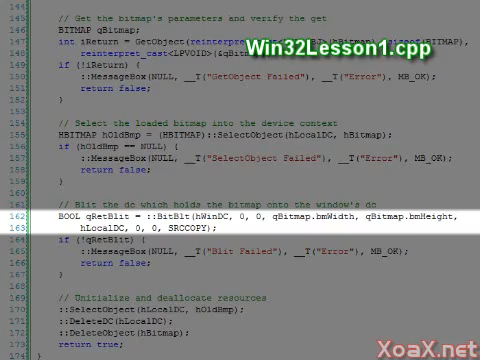 144
145 // Get the bitmap's parameters and verify the get
146 BITMAP qBitmap;
147 int iReturn = GetObject(reinterpret_cast<HGDIOBJ>(hBitmap), sizeof(BITMAP),
148 reinterpret_cast<LPVOID>(&qBitmap
Win32Lesson1.cpp
149 if (!iReturn) {
150 ::MessageBox(NULL, __T("GetObject Failed"), __T("Error"), MB_OK);
151 return false;
152 }
153
154 // Select the loaded bitmap into the device context
155 HBITMAP hOldBmp = (HBITMAP)::SelectObject(hLocalDC, hBitmap);
156 if (hOldBmp == NULL) {
157 ::MessageBox(NULL, __T("SelectObject Failed"), __T("Error"), MB_OK);
158 return false;
159 }
160
161 // Blit the dc which holds the bitmap onto the window's dc
162 BOOL qRetBlit = ::BitBlt(hWinDC, 0, 0, qBitmap.bmWidth, qBitmap.bmHeight,
163 hLocalDC, 0, 0, SRCCOPY);
164 if (!qRetBlit) {
165 ::MessageBox(NULL, __T("Blit Failed"), __T("Error"), MB_OK);
166 return false;
167 }
168
169 // Unitialize and deallocate resources
170 ::SelectObject(hLocalDC, hOldBmp);
171 ::DeleteDC(hLocalDC);
172 ::DeleteObject(hBitmap);
173 return true;
174 }
XoaX.net